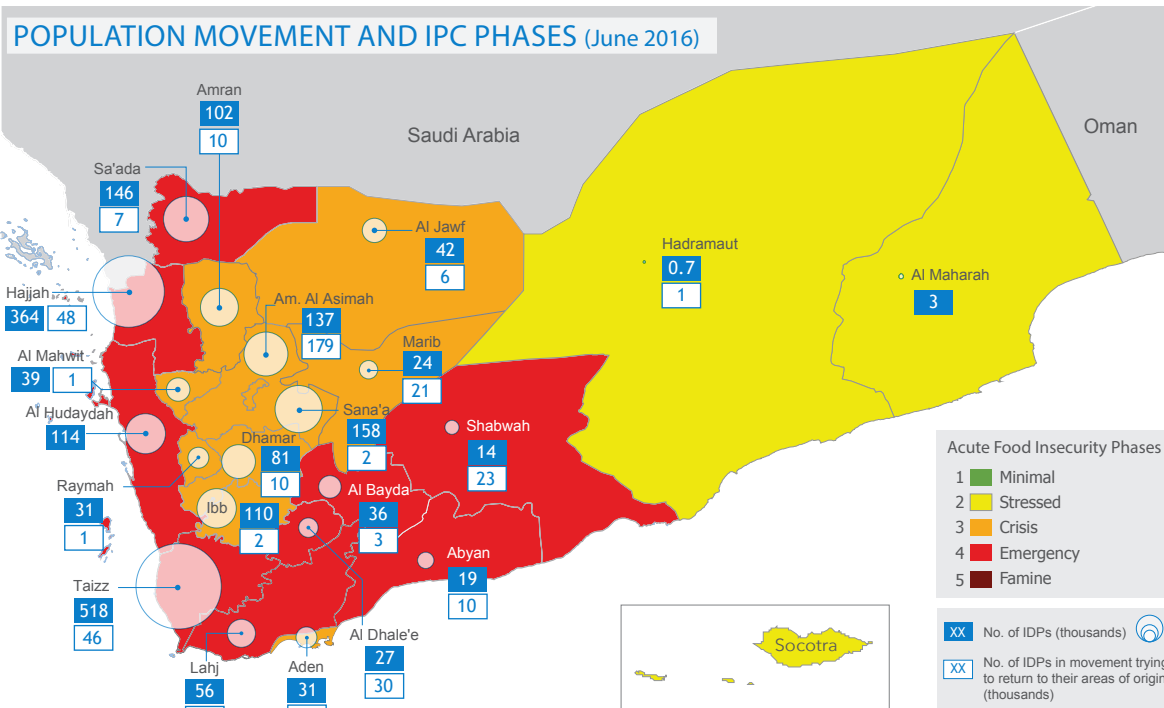 POPULATION MOVEMENT AND IPC PHASES (June 2016)
Amran
102
10
Saudi Arabia
Oman
Sa'ada
146
7
Al Jawf
42
6
Hadramaut
0.7
1
Al Maharah
3
Hajjah
364 48
Am. Al Asimah
137
179
Marib
24
21
Al Mahwit
39 1
Al Hudaydah
114
Sana'a
158
2
Shabwah
14
23
Dhamar
81
10
Raymah
31
1
Ibb
110
2
Al Bayda
36
3
Abyan
19
10
Taizz
518
46
Al Dhale'e
27
30
Lahj
56
Aden
31
Socotra
Acute Food Insecurity Phases
1 Minimal
2 Stressed
3 Crisis
4 Emergency
5 Famine
XX No. of IDPs (thousands)
XX No. of IDPs in movement trying
to return to their areas of origin
(thousands)